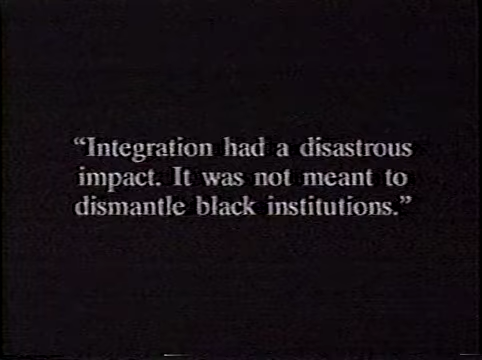 “Integration had a disastrous
impact. It was not meant to
dismantle black institutions.”